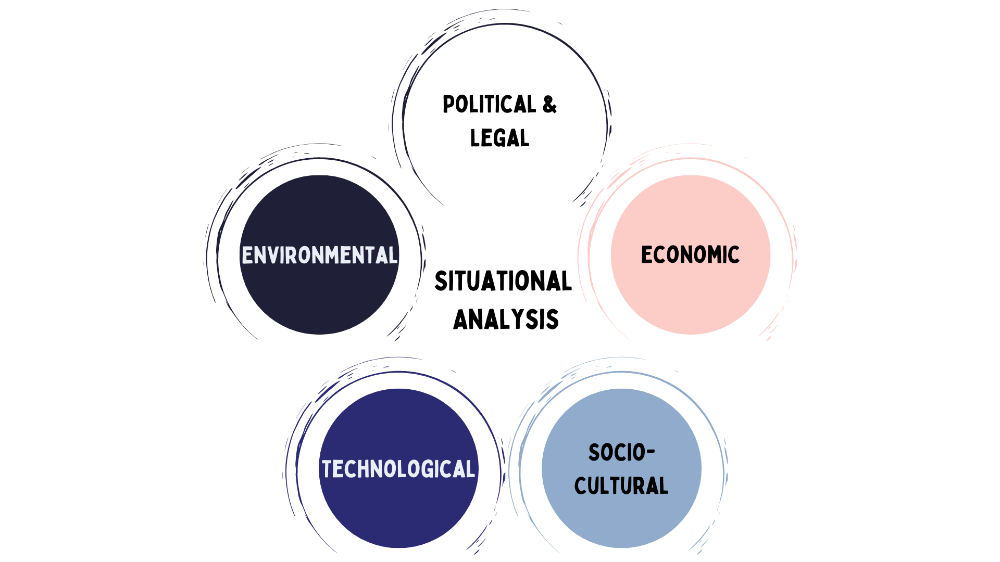 POLITICAL &
LEGAL
ENVIRONMENTAL
ECONOMIC
SITUATIONAL
ANALYSIS
TECHNOLOGICAL
SOCIO-
CULTURAL